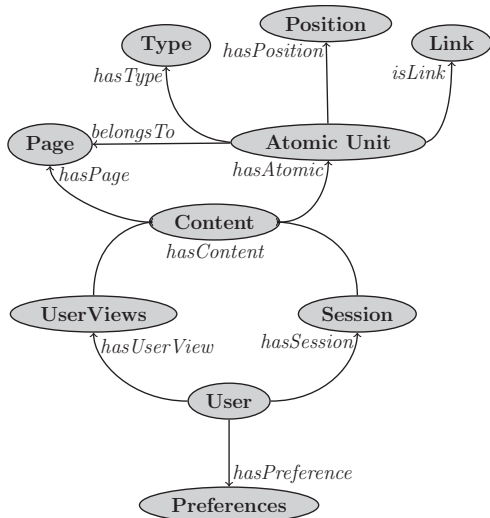 Position
Type
Link
hasPosition
hasType
isLink
belongsTo
Page
Atomic Unit
hasPage
hasAtomic
Content
hasContent
UserViews
Session
hasUserView
hasSession
User
hasPreference
Preferences